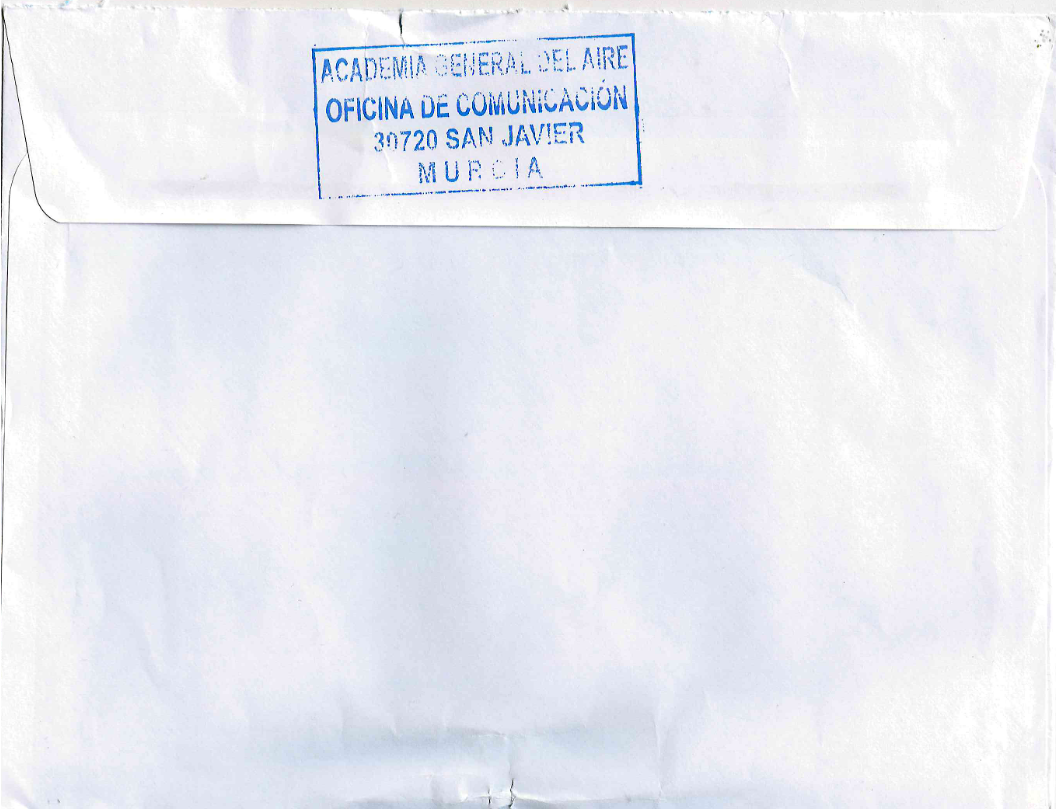 ACADEMIA GENERAL DEL AIRE
OFICINA DE COMUNICACIÓN
30720 SAN JAVIER
MURCIA